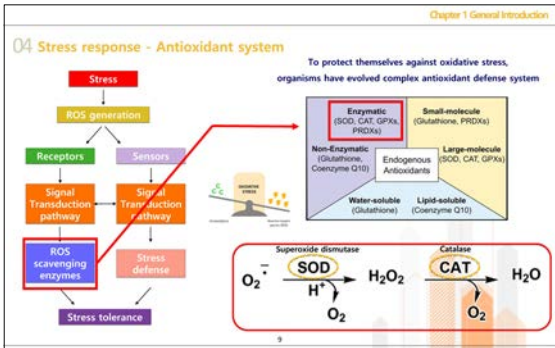 Chapter 1 General Introduction
04 Stress response - Antioxidant system
Stress
ROS generation
Receptors
Sensors
Signal
Transduction
pathway
Signal
Transduction
pathway
ROS
scavenging
enzymes
Stress
defense
Stress tolerance
OXIDATIVE
STRESS
To protect themselves against oxidative stress,
organisms have evolved complex antioxidant defense system
Enzymatic
(SOD, CAT, GPXs,
PRDXs)
Small-molecule
(Glutathione, PRDXs)
Non-Enzymatic
(Glutathione,
Coenzyme Q10)
Endogenous
Antioxidants
Large-molecule
(SOD, CAT, GPXs)
Water-soluble
(Glutathione)
Lipid-soluble
(Coenzyme Q10)
Superoxide dismutase
Catalase
O₂⁻· SOD H₂O₂ CAT H₂O
H⁺
O₂
O₂
9